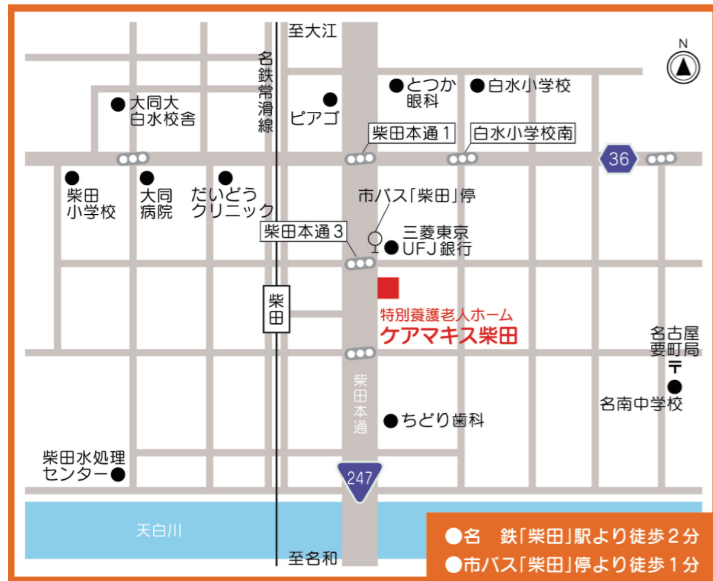 至大江
N
名鉄常滑線
大同大
白水校舎
ピアゴ
とつか
眼科
白水小学校
柴田本通1
白水小学校南
36
柴田
小学校
大同
病院
だいどう
クリニック
市バス「柴田」停
柴田本通3
三菱東京
UFJ銀行
柴田
特別養護老人ホーム
ケアマキス柴田
名古屋
要町局
〒
名南中学校
柴田本通
ちどり歯科
柴田水処理
センター
247
天白川
至名和
●名　鉄「柴田」駅より徒歩2分
●市バス「柴田」停より徒歩1分